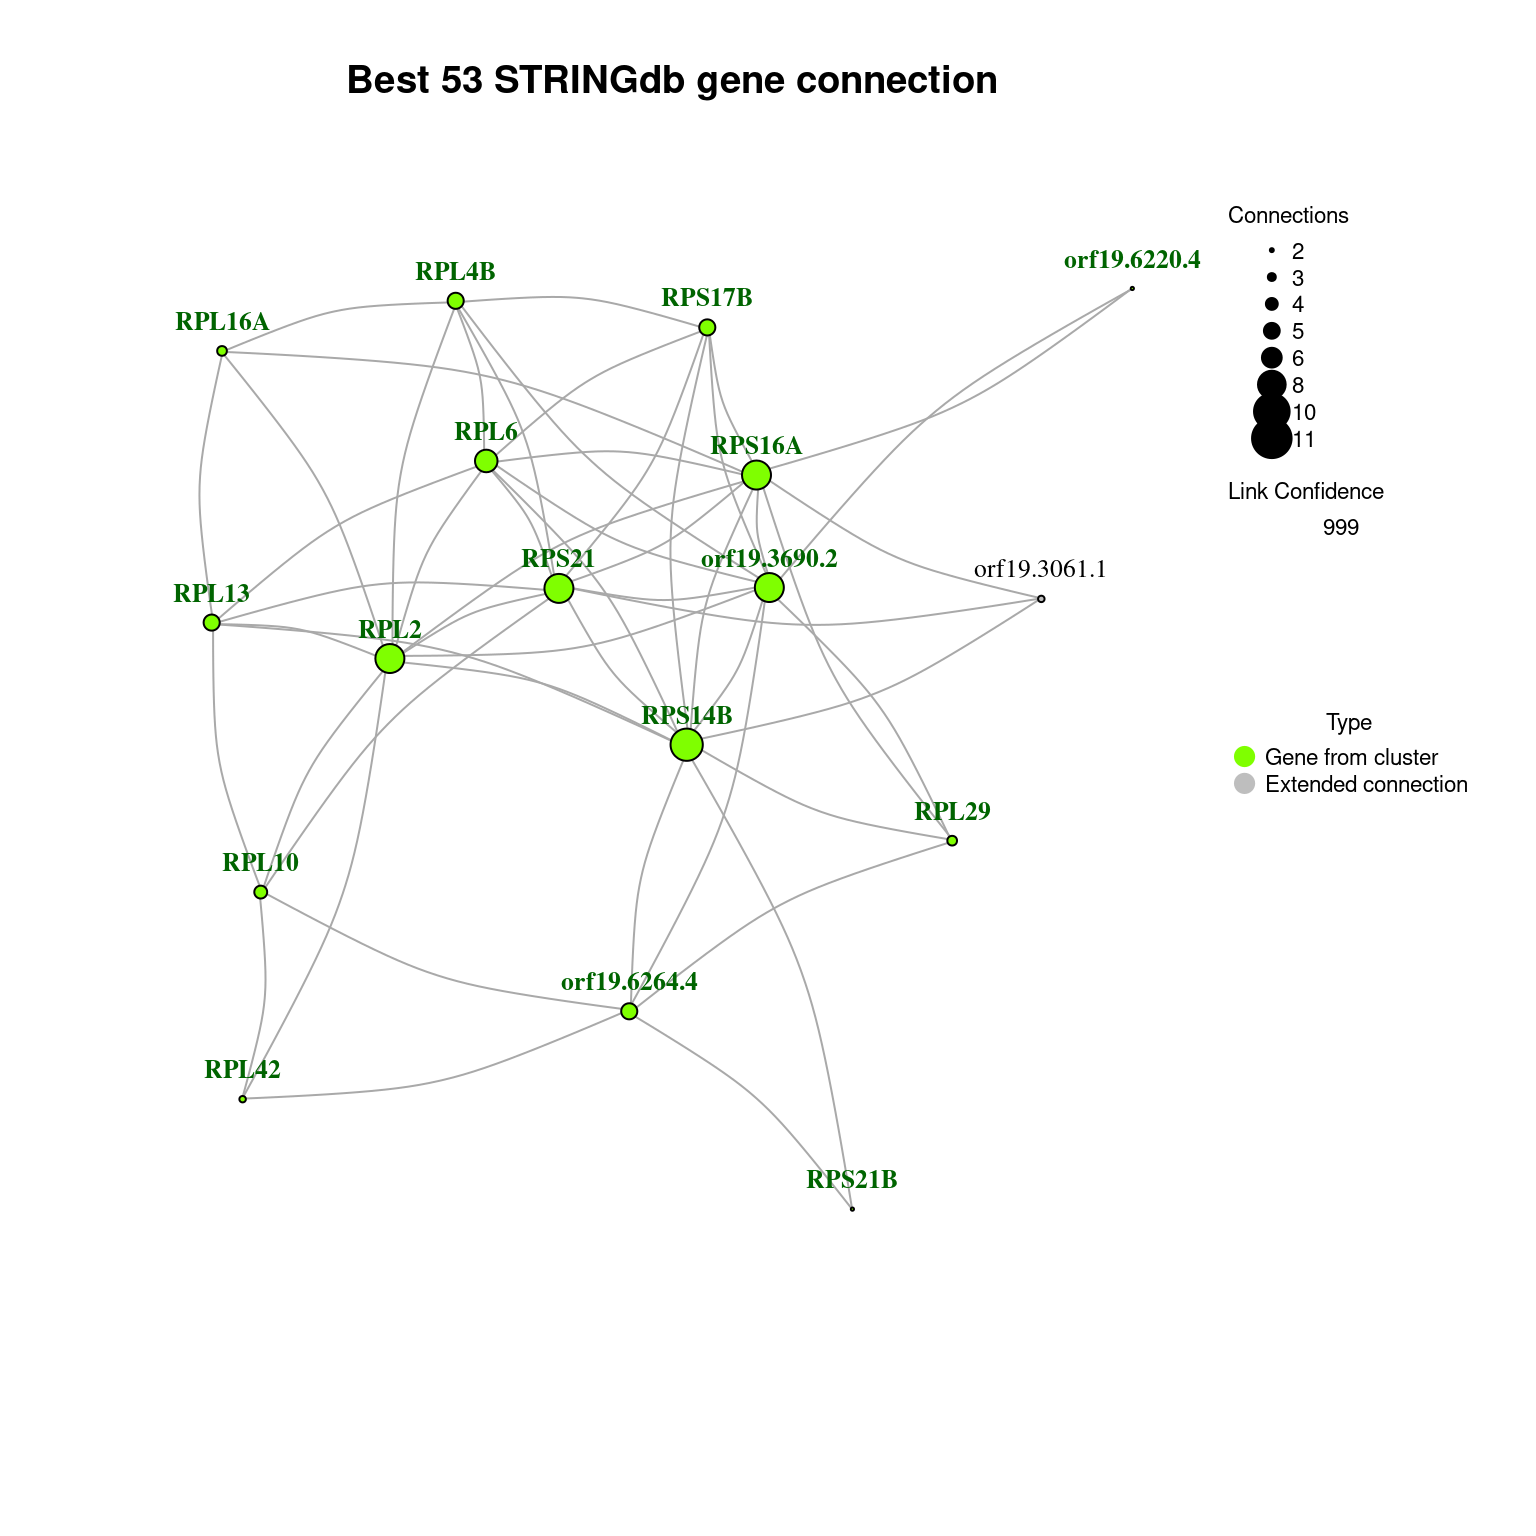 Best 53 STRINGdb gene connection
Connections
2
3
4
5
6
8
10
11
Link Confidence
999
Type
Gene from cluster
Extended connection
orf19.6220.4
RPL4B
RPS17B
RPL16A
RPL6
RPS16A
RPS21
orf19.3690.2
orf19.3061.1
RPL13
RPL2
RPS14B
RPL29
RPL10
orf19.6264.4
RPL42
RPS21B